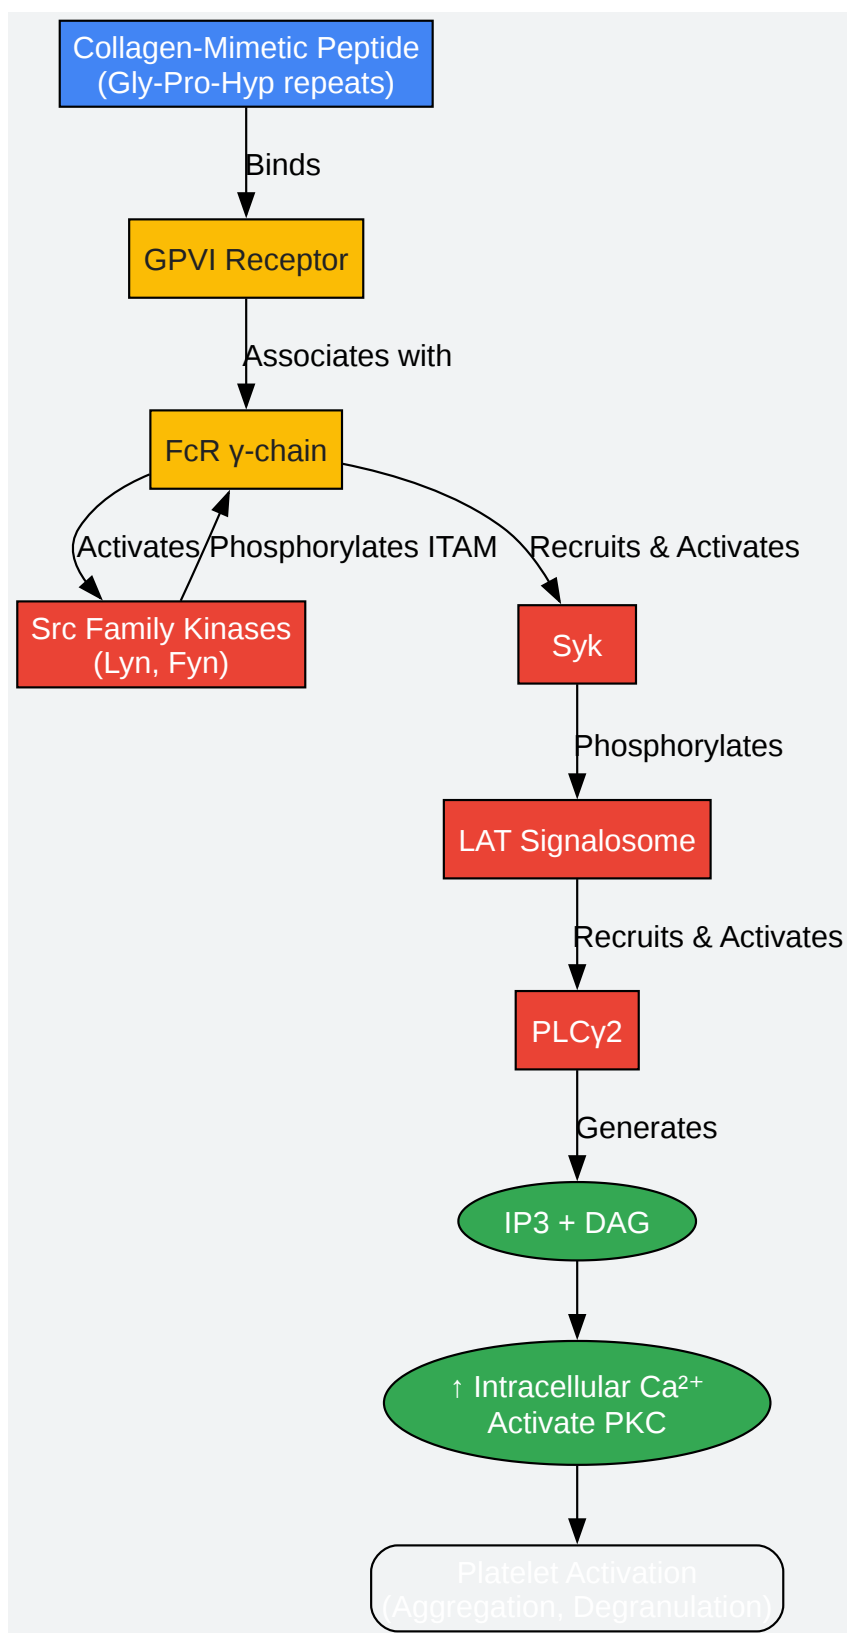 Collagen-Mimetic Peptide
(Gly-Pro-Hyp repeats)
Binds
GPVI Receptor
Associates with
FcR γ-chain
Activates
Phosphorylates ITAM
Recruits & Activates
Src Family Kinases
(Lyn, Fyn)
Syk
Phosphorylates
LAT Signalosome
Recruits & Activates
PLCγ2
Generates
IP3 + DAG
↑ Intracellular Ca²⁺
Activate PKC
Platelet Activation
(Aggregation, Degranulation)